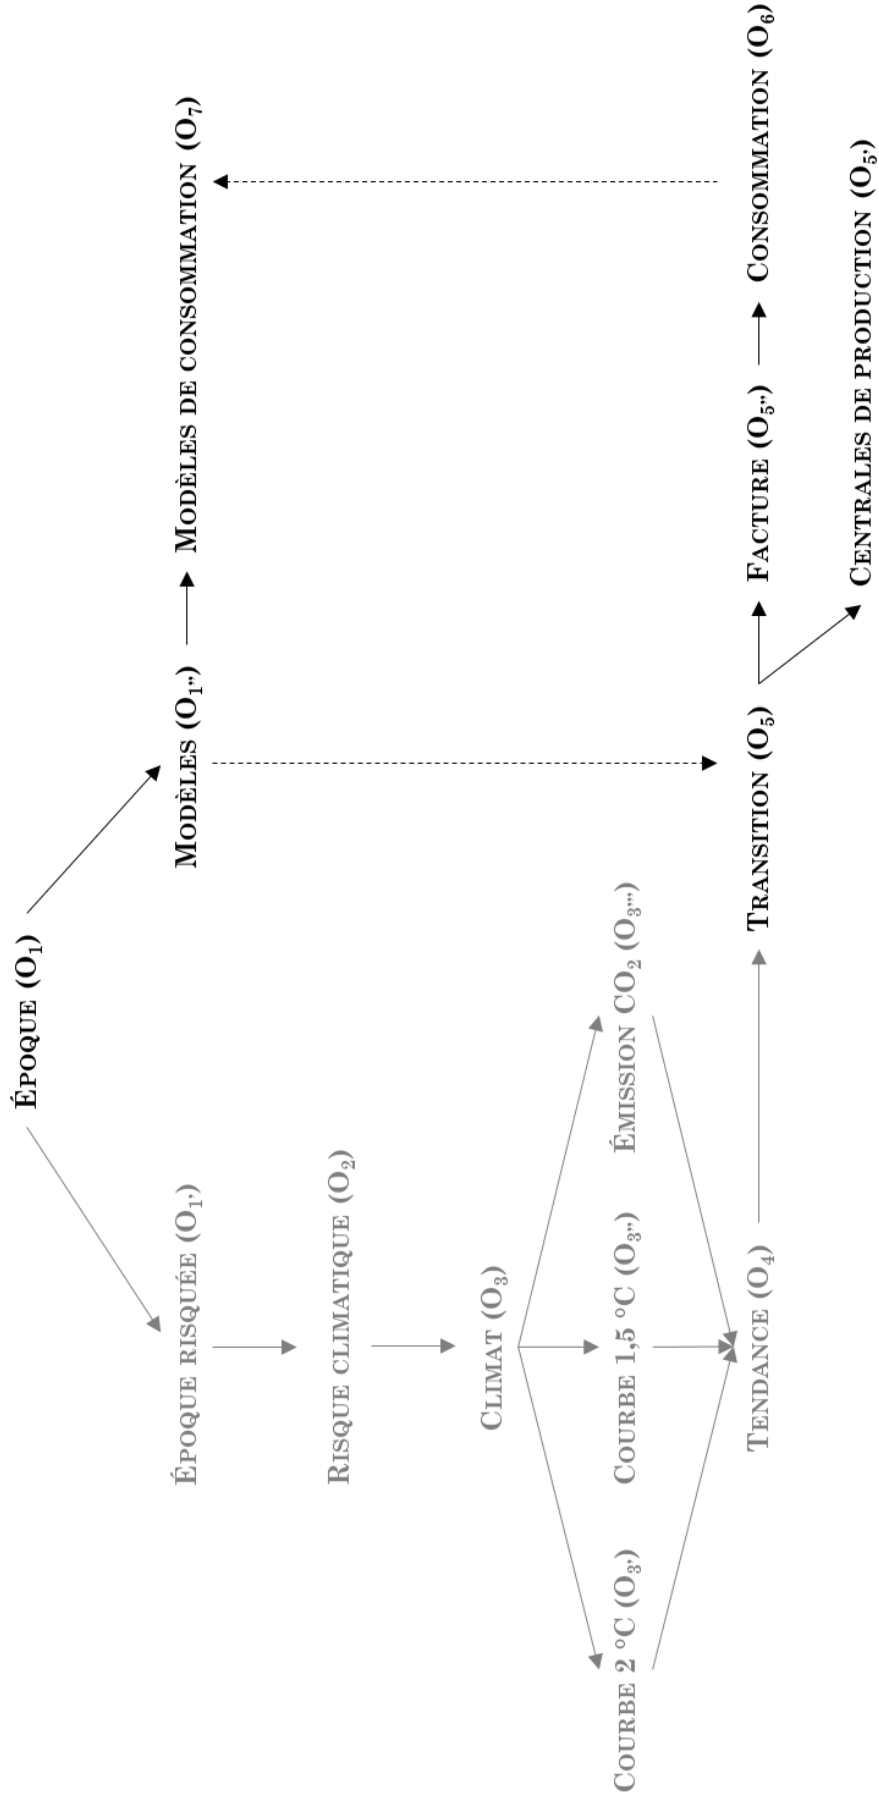 Époque (O1)
Époque risquée (O1')
Modèles (O1'')
Modèles de consommation (O7)
Risque climatique (O2)
Climat (O3)
Courbe 2 °C (O3')
Courbe 1,5 °C (O3'')
Émission CO2 (O3''')
Tendance (O4)
Transition (O5)
Facture (O5'')
Consommation (O6)
Centrales de production (O5')